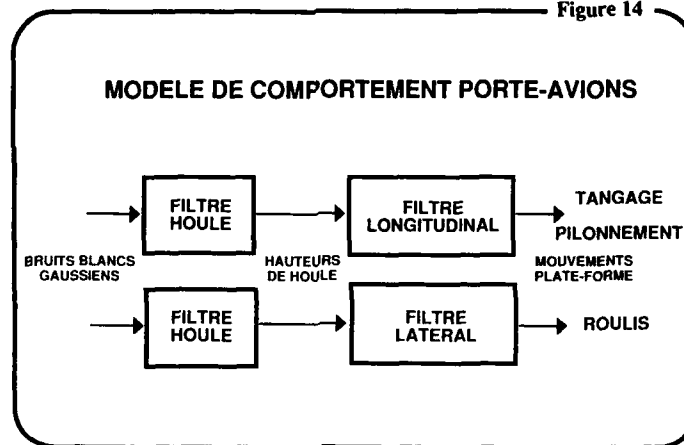 Figure 14
MODELE DE COMPORTEMENT PORTE-AVIONS
FILTRE
HOULE
FILTRE
LONGITUDINAL
TANGAGE
PILONNEMENT
BRUITS BLANCS
GAUSSIENS
HAUTEURS
DE HOULE
MOUVEMENTS
PLATE-FORME
FILTRE
HOULE
FILTRE
LATERAL
ROULIS